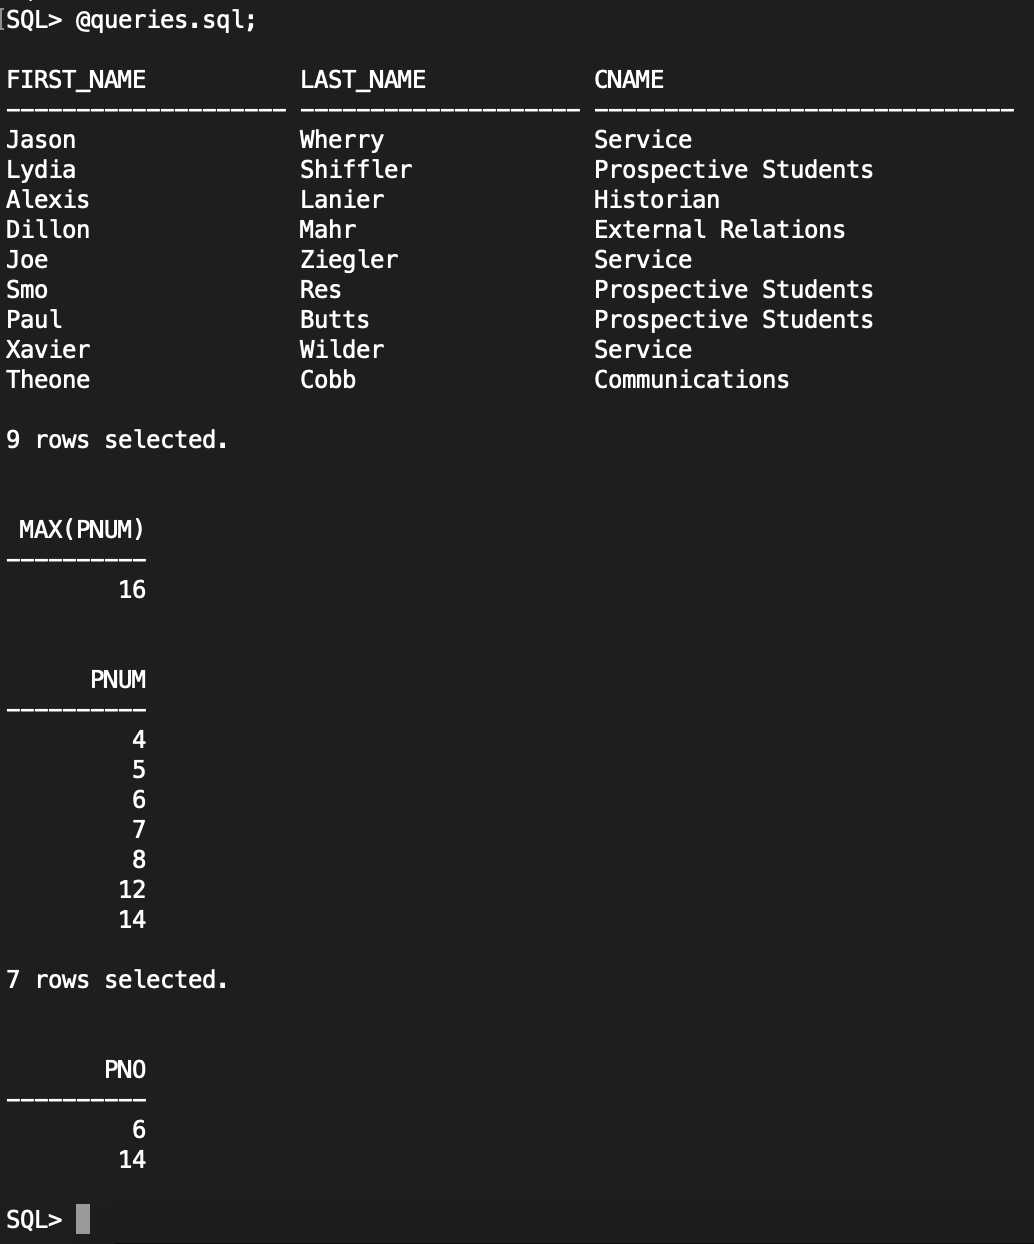 SQL> @queries.sql;
FIRST_NAME LAST_NAME CNAME
-------------------- -------------------- ------------------------------
Jason Wherry Service
Lydia Shiffler Prospective Students
Alexis Lanier Historian
Dillon Mahr External Relations
Joe Ziegler Service
Smo Res Prospective Students
Paul Butts Prospective Students
Xavier Wilder Service
Theone Cobb Communications
9 rows selected.
MAX(PNUM)
----------
16
PNUM
----------
4
5
6
7
8
12
14
7 rows selected.
PNO
----------
6
14
SQL>